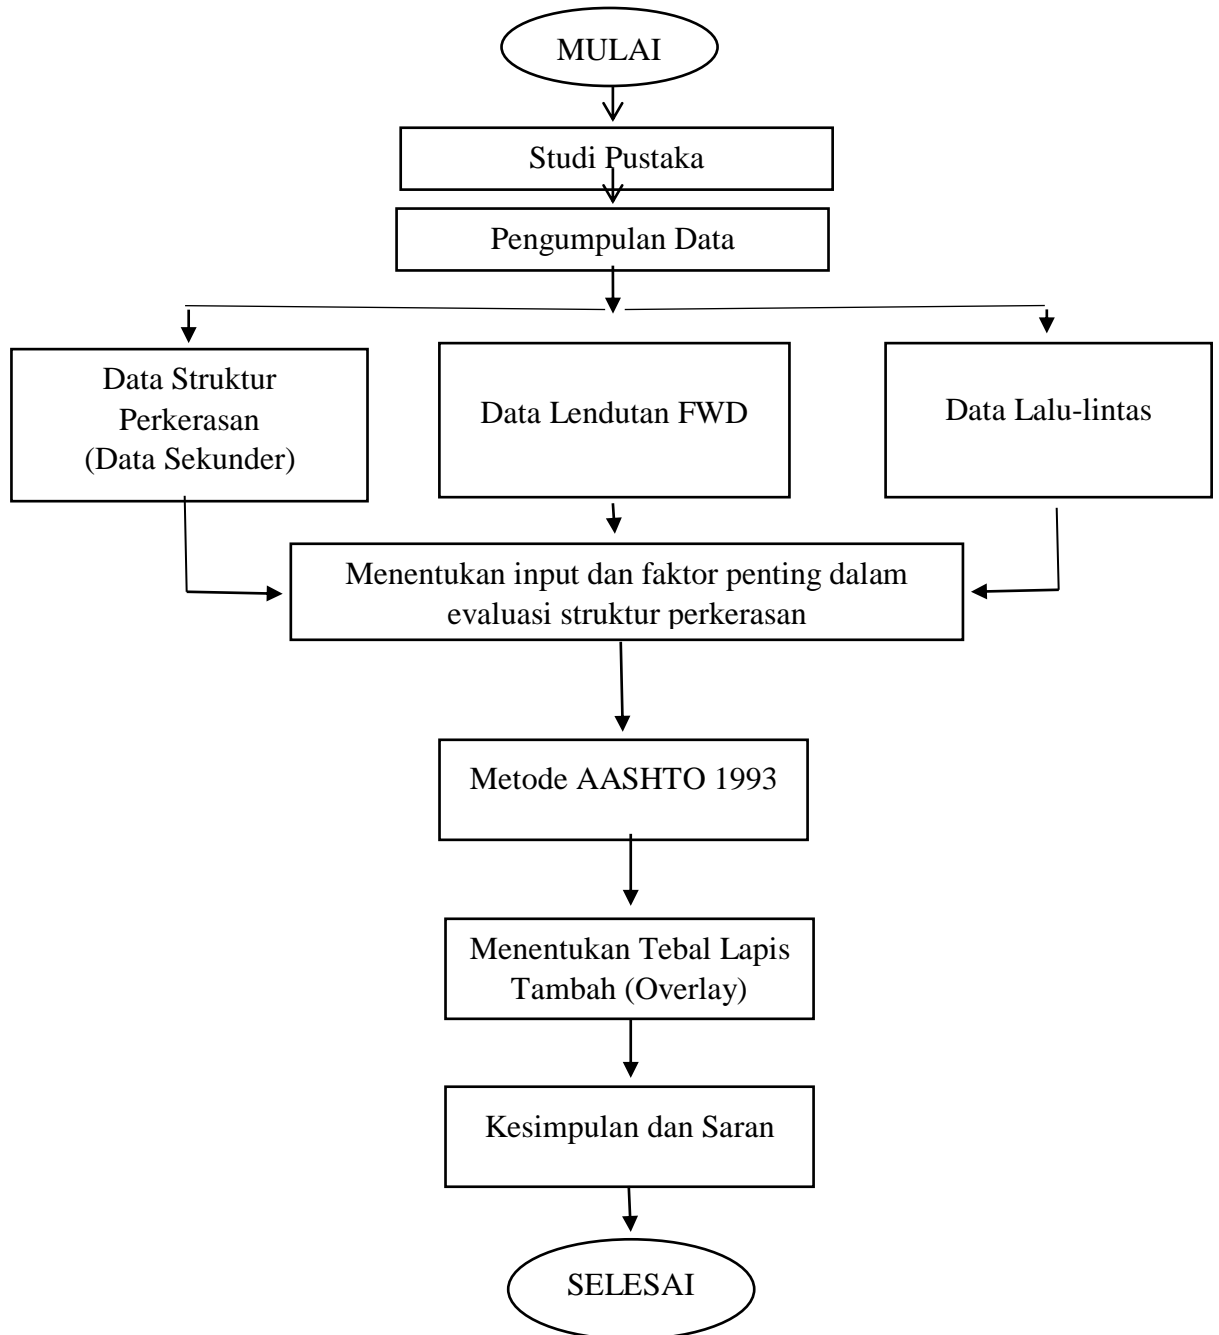 MULAI
Studi Pustaka
Pengumpulan Data
Data Struktur
Perkerasan
(Data Sekunder)
Data Lendutan FWD
Data Lalu-lintas
Menentukan input dan faktor penting dalam
evaluasi struktur perkerasan
Metode AASHTO 1993
Menentukan Tebal Lapis
Tambah (Overlay)
Kesimpulan dan Saran
SELESAI